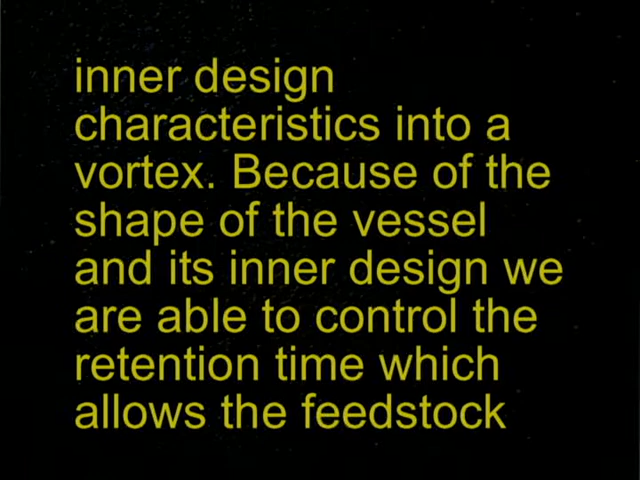 inner design
characteristics into a
vortex. Because of the
shape of the vessel
and its inner design we
are able to control the
retention time which
allows the feedstock